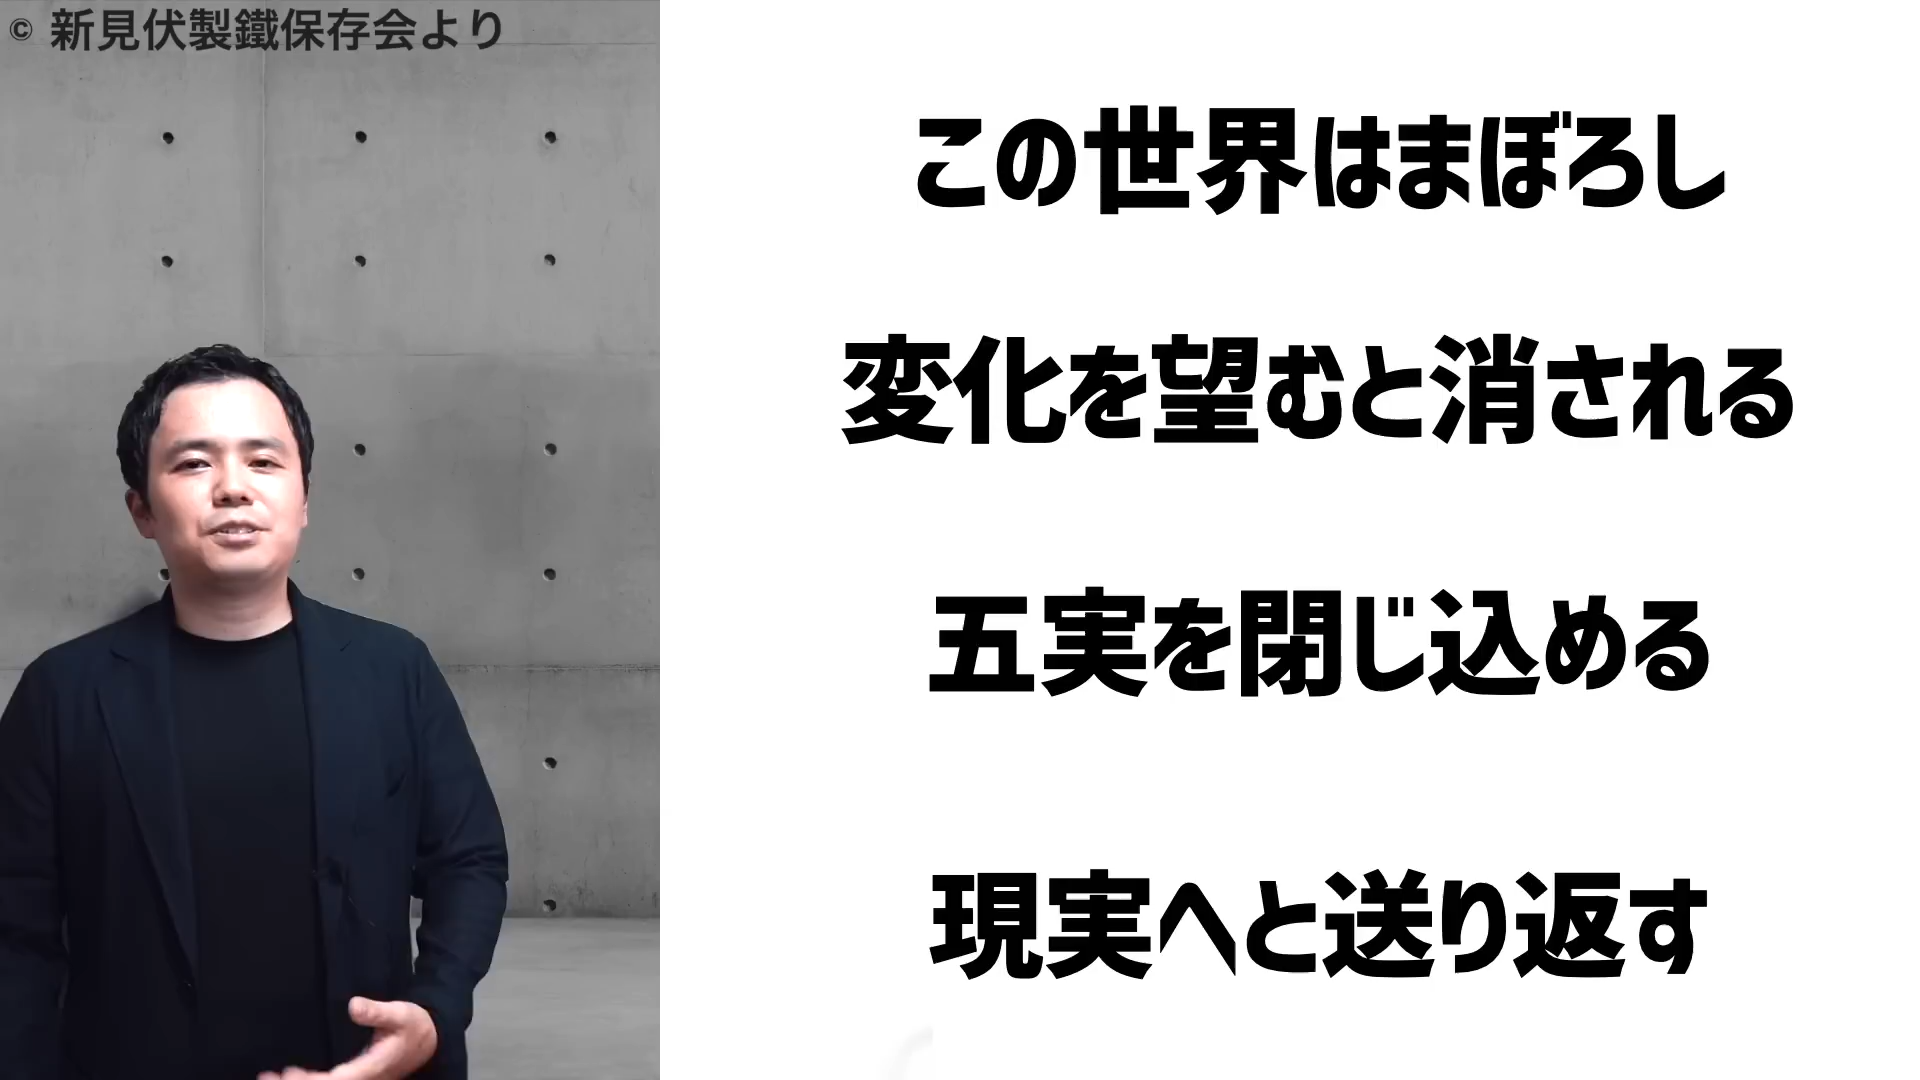 © 新見伏製鐵保存会より
この世界はまぼろし
変化を望むと消される
五実を閉じ込める
現実へと送り返す